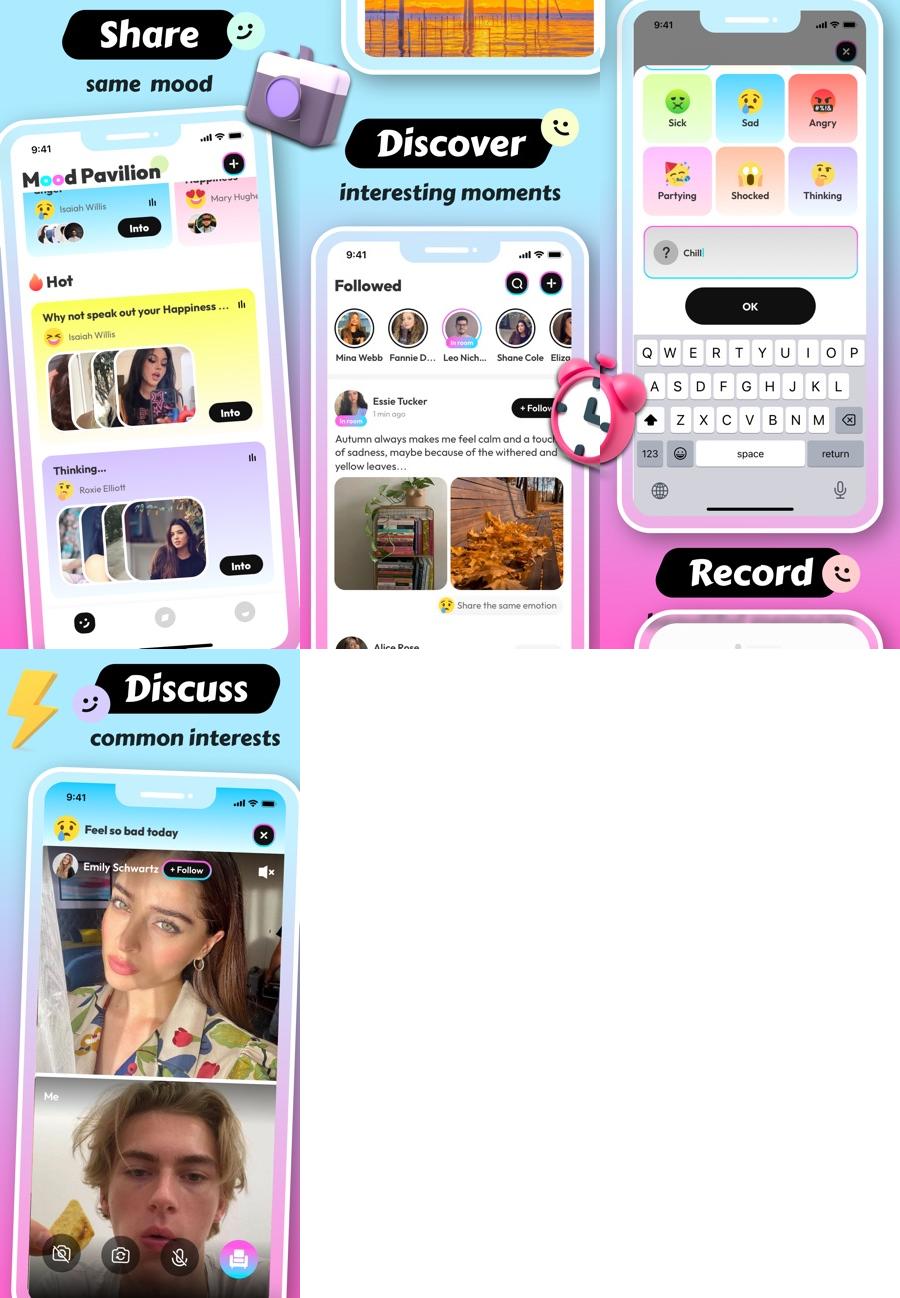 Share
same mood
9:41
Mood Pavilion
Isaiah Willis
Into
Mary Hughe
Hot
Why not speak out your Happiness ...
Isaiah Willis
Into
Thinking...
Roxie Elliott
Into
Discover
interesting moments
9:41
Followed
Mina Webb
Fannie D...
In room
Leo Nich...
Shane Cole
Eliza
Essie Tucker
1 min ago
In room
+ Follow
Autumn always makes me feel calm and a touch
of sadness, maybe because of the withered and
yellow leaves...
Share the same emotion
Alice Rose
9:41
Sick
Sad
Angry
#%!&
Partying
Shocked
Thinking
?
Chill
OK
Q W E R T Y U I O P
A S D F G H J K L
Z X C V B N M
123
space
return
Record
Discuss
common interests
9:41
Feel so bad today
Emily Schwartz
+ Follow
Me